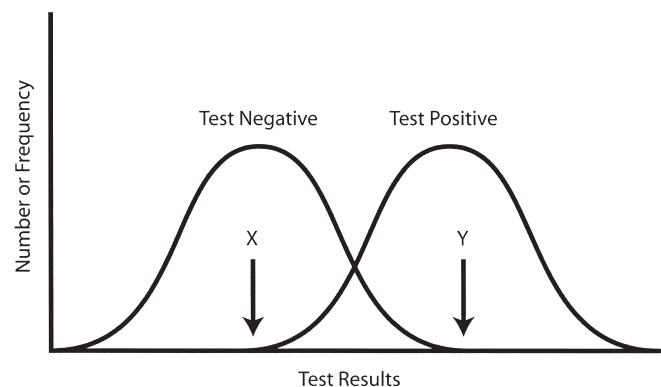 Number or Frequency
Test Negative
Test Positive
X
Y
Test Results